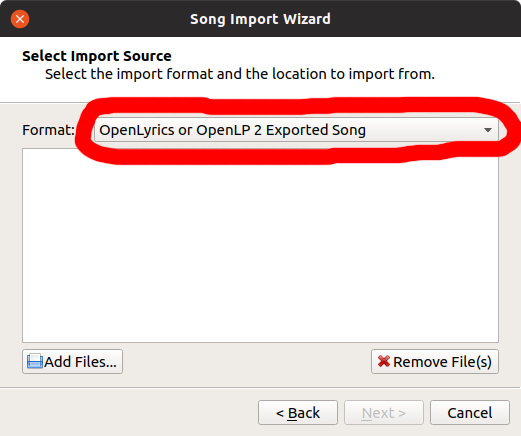 Song Import Wizard
Select Import Source
Select the import format and the location to import from.
Format: OpenLyrics or OpenLP 2 Exported Song
Add Files... Remove File(s)
< Back Next > Cancel